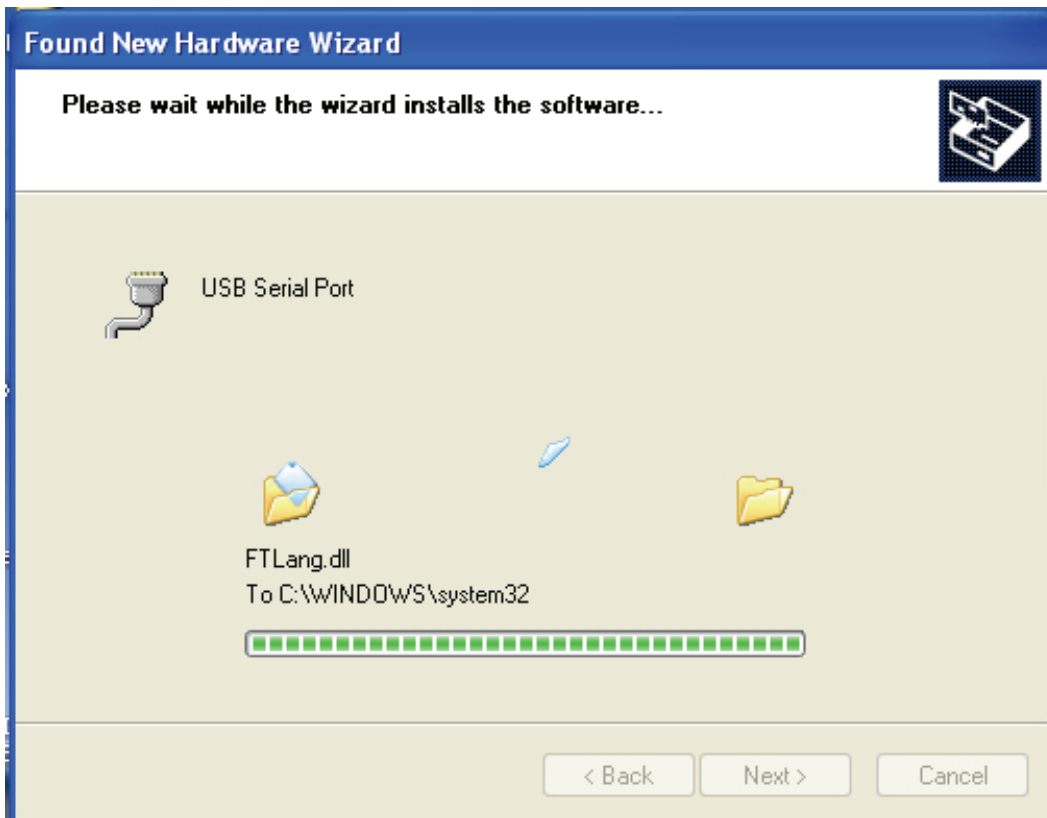 Found New Hardware Wizard
Please wait while the wizard installs the software...
USB Serial Port
FTLang.dll
To C:\WINDOWS\system32
< Back
Next >
Cancel